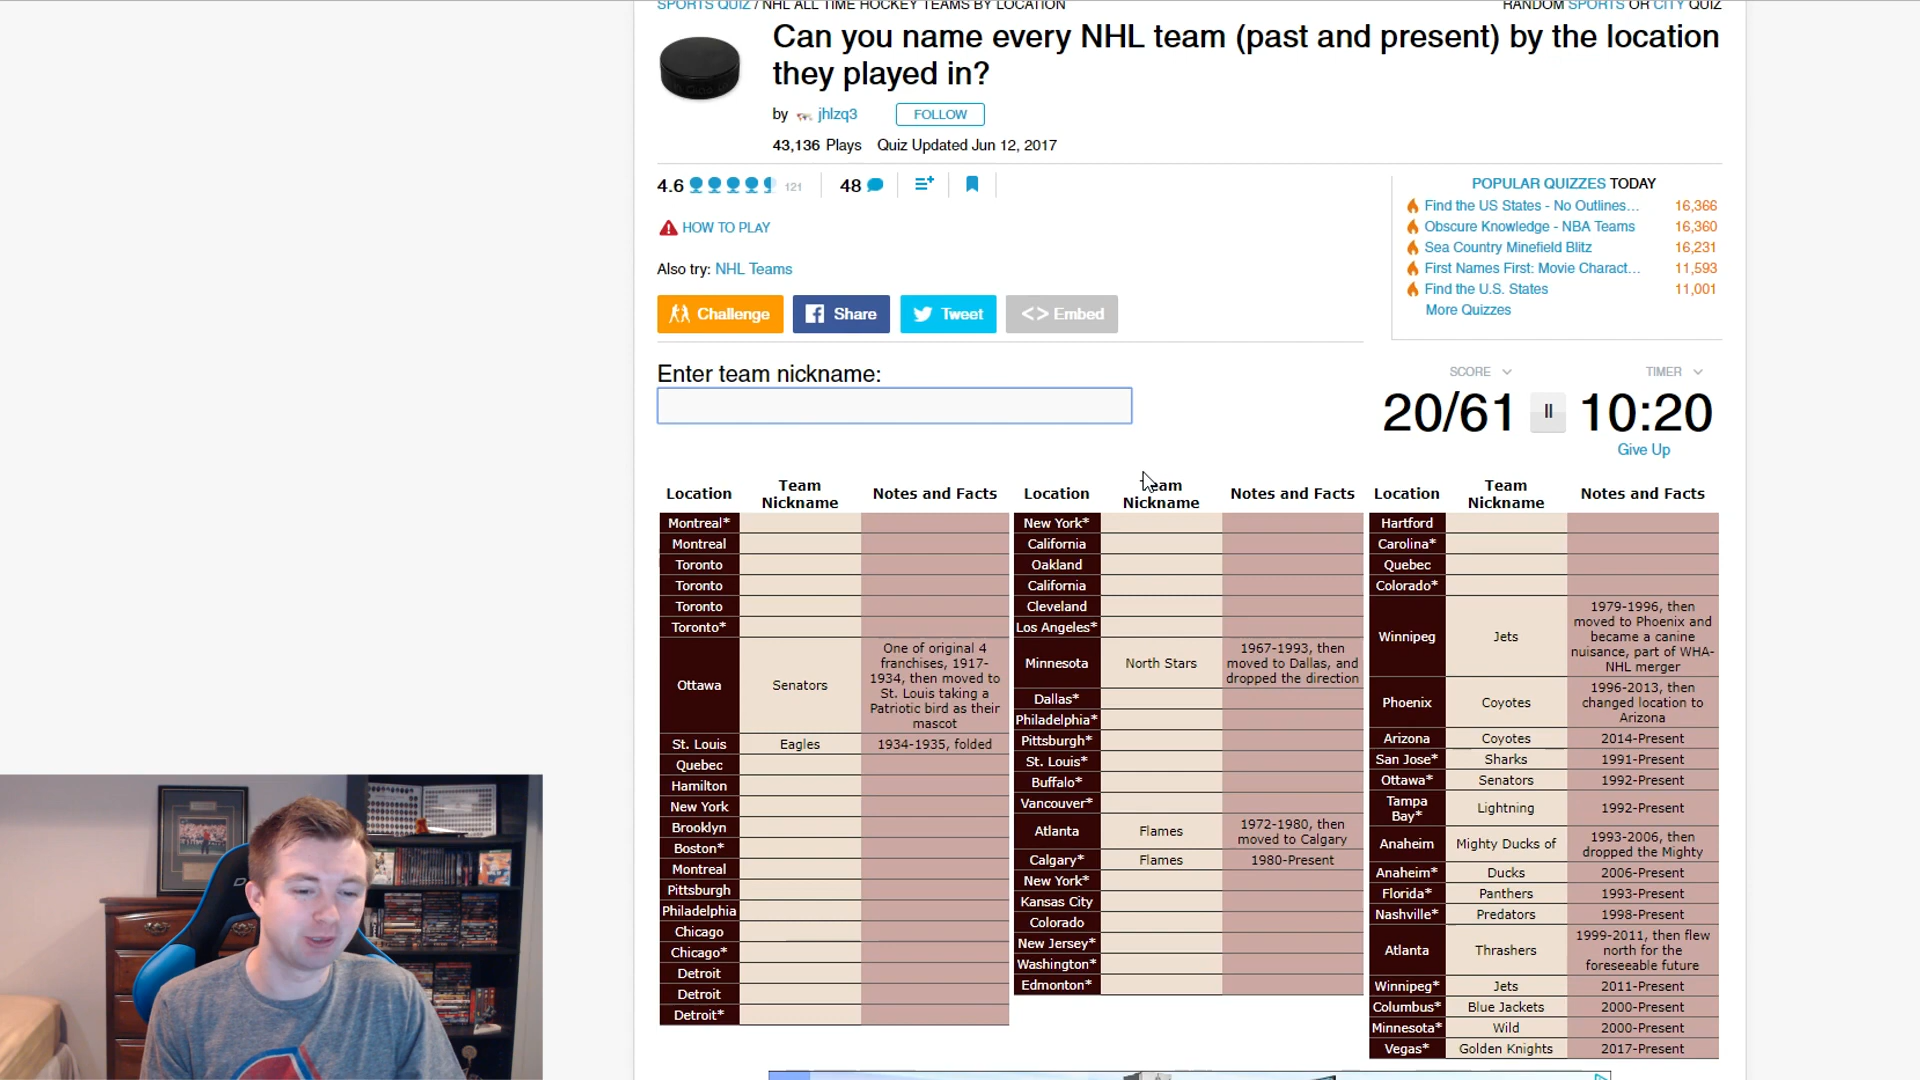 SPORTS QUIZ / NHL ALL TIME HOCKEY TEAMS BY LOCATION
RANDOM SPORTS OR CITY QUIZ
Can you name every NHL team (past and present) by the location
they played in?
by jhlzq3 FOLLOW
43,136 Plays Quiz Updated Jun 12, 2017
4.6 121 48
HOW TO PLAY
Also try: NHL Teams
Challenge Share Tweet <> Embed
POPULAR QUIZZES TODAY
Find the US States - No Outlines... 16,366
Obscure Knowledge - NBA Teams 16,360
Sea Country Minefield Blitz 16,231
First Names First: Movie Charact... 11,593
Find the U.S. States 11,001
More Quizzes
Enter team nickname:
SCORE TIMER
20/61 10:20
Give Up
Location Team Nickname Notes and Facts
Montreal*
Montreal
Toronto
Toronto
Toronto
Toronto*
Ottawa Senators One of original 4
franchises, 1917-
1934, then moved to
St. Louis taking a
Patriotic bird as their
mascot
St. Louis Eagles 1934-1935, folded
Quebec
Hamilton
New York
Brooklyn
Boston*
Montreal
Pittsburgh
Philadelphia
Chicago
Chicago*
Detroit
Detroit
Detroit*
Location Team Nickname Notes and Facts
New York*
California
Oakland
California
Cleveland
Los Angeles*
Minnesota North Stars 1967-1993, then
moved to Dallas, and
dropped the direction
Dallas*
Philadelphia*
Pittsburgh*
St. Louis*
Buffalo*
Vancouver*
Atlanta Flames 1972-1980, then
moved to Calgary
Calgary* Flames 1980-Present
New York*
Kansas City
Colorado
New Jersey*
Washington*
Edmonton*
Location Team Nickname Notes and Facts
Hartford
Carolina*
Quebec
Colorado*
Winnipeg Jets 1979-1996, then
moved to Phoenix and
became a canine
nuisance, part of WHA-
NHL merger
Phoenix Coyotes 1996-2013, then
changed location to
Arizona
Arizona Coyotes 2014-Present
San Jose* Sharks 1991-Present
Ottawa* Senators 1992-Present
Tampa Bay* Lightning 1992-Present
Anaheim Mighty Ducks of 1993-2006, then
dropped the Mighty
Anaheim* Ducks 2006-Present
Florida* Panthers 1993-Present
Nashville* Predators 1998-Present
Atlanta Thrashers 1999-2011, then flew
north for the
foreseeable future
Winnipeg* Jets 2011-Present
Columbus* Blue Jackets 2000-Present
Minnesota* Wild 2000-Present
Vegas* Golden Knights 2017-Present